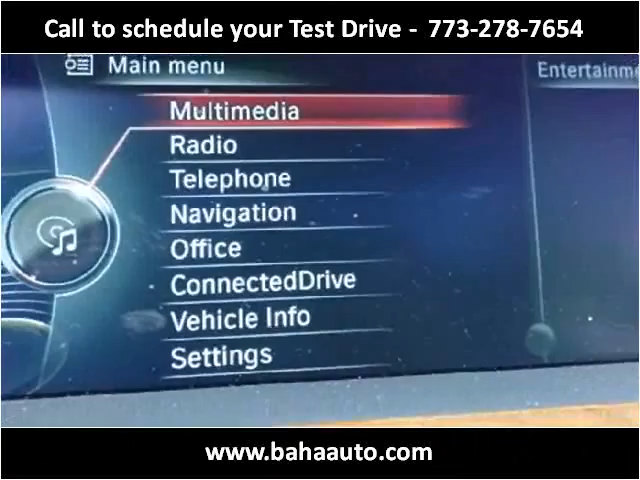 Call to schedule your Test Drive - 773-278-7654
Main menu
Multimedia
Radio
Telephone
Navigation
Office
ConnectedDrive
Vehicle Info
Settings
www.bahaauto.com